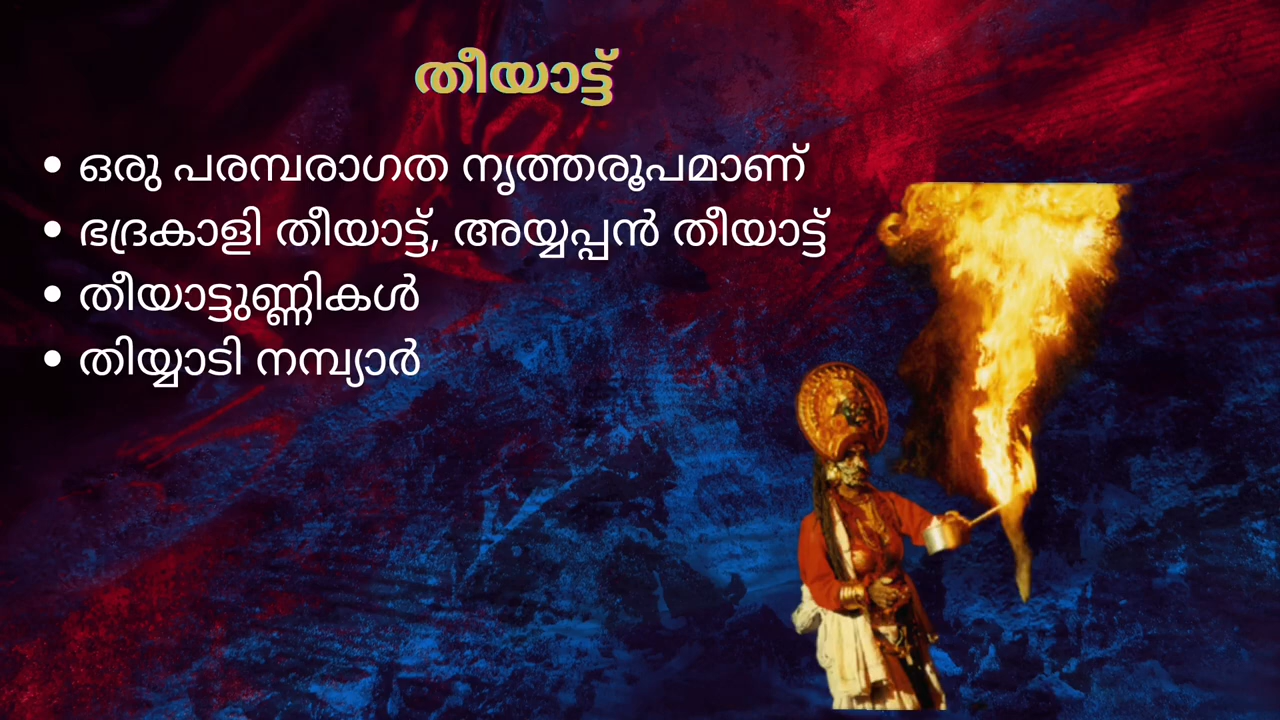 തീയാട്ട്
• ഒരു പരമ്പരാഗത നൃത്തരൂപമാണ്
• ഭദ്രകാളി തീയാട്ട്, അയ്യപ്പൻ തീയാട്ട്
• തീയാട്ടുണ്ണികൾ
• തിയ്യാടി നമ്പ്യാർ